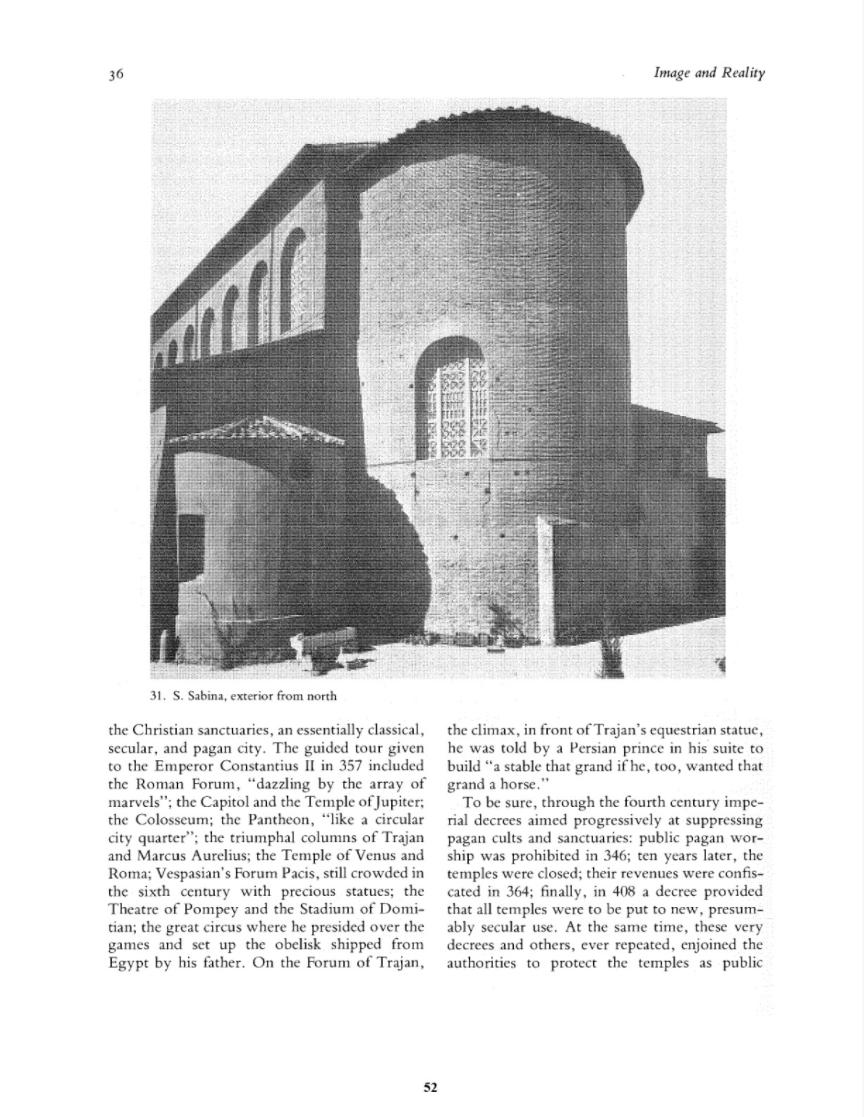 36
Image and Reality
31. S. Sabina, exterior from north
the Christian sanctuaries, an essentially classical,
secular, and pagan city. The guided tour given
to the Emperor Constantius II in 357 included
the Roman Forum, “dazzling by the array of
marvels”; the Capitol and the Temple of Jupiter;
the Colosseum; the Pantheon, “like a circular
city quarter”; the triumphal columns of Trajan
and Marcus Aurelius; the Temple of Venus and
Roma; Vespasian’s Forum Pacis, still crowded in
the sixth century with precious statues; the
Theatre of Pompey and the Stadium of Domi-
tian; the great circus where he presided over the
games and set up the obelisk shipped from
Egypt by his father. On the Forum of Trajan,
the climax, in front of Trajan’s equestrian statue,
he was told by a Persian prince in his suite to
build “a stable that grand if he, too, wanted that
grand a horse.”
To be sure, through the fourth century impe-
rial decrees aimed progressively at suppressing
pagan cults and sanctuaries: public pagan wor-
ship was prohibited in 346; ten years later, the
temples were closed; their revenues were confis-
cated in 364; finally, in 408 a decree provided
that all temples were to be put to new, presum-
ably secular use. At the same time, these very
decrees and others, ever repeated, enjoined the
authorities to protect the temples as public
52